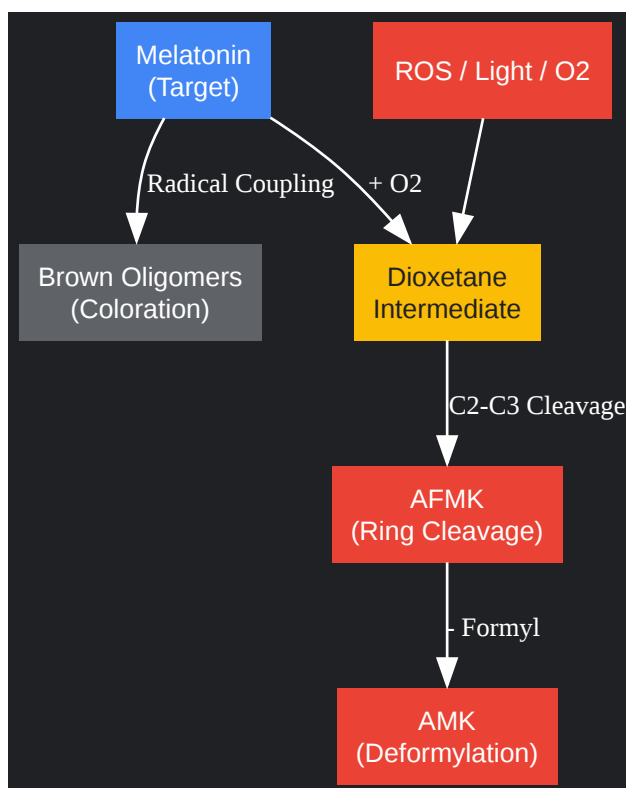 Melatonin
(Target)
ROS / Light / O2
Radical Coupling
+ O2
Brown Oligomers
(Coloration)
Dioxetane
Intermediate
C2-C3 Cleavage
AFMK
(Ring Cleavage)
- Formyl
AMK
(Deformylation)